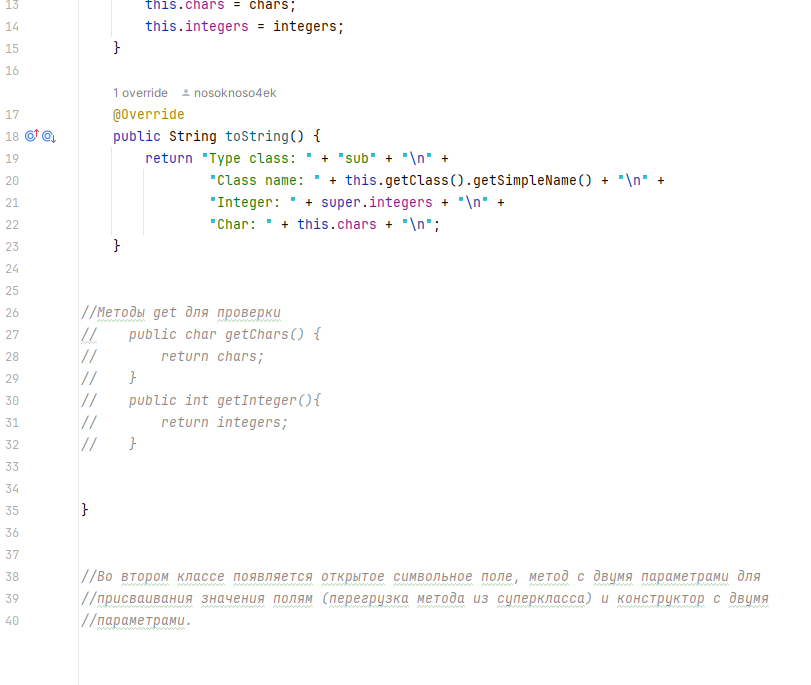 13 this.chars = chars;
14 this.integers = integers;
15 }
16
1 override nosoknoso4ek
17 @Override
18 public String toString() {
19 return "Type class: " + "sub" + "\n" +
20 "Class name: " + this.getClass().getSimpleName() + "\n" +
21 "Integer: " + super.integers + "\n" +
22 "Char: " + this.chars + "\n";
23 }
24
25
26 //Методы get для проверки
27 //    public char getChars() {
28 //        return chars;
29 //    }
30 //    public int getInteger(){
31 //        return integers;
32 //    }
33
34
35 }
36
37
38 //Во втором классе появляется открытое символьное поле, метод с двумя параметрами для
39 //присваивания значения полям (перегрузка метода из суперкласса) и конструктор с двумя
40 //параметрами.